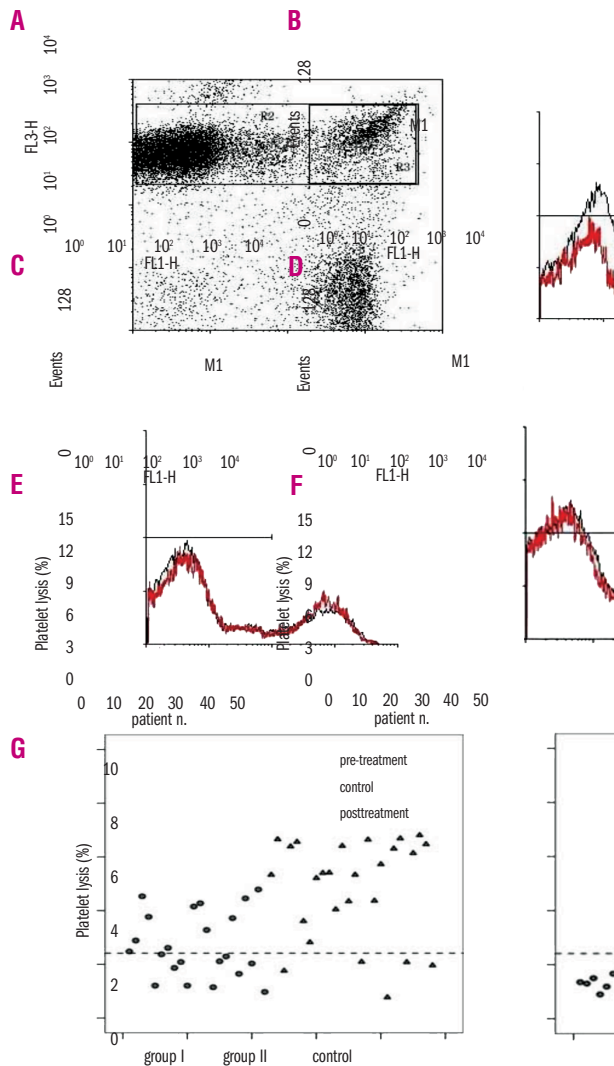 A
B
FL3-H
10⁴
10³
10²
10¹
10⁰
R2
R3
128
Events
M1
0
10⁰ 10¹ 10² 10³ 10⁴
FL1-H
10⁰ 10¹ 10² 10³ 10⁴
FL1-H
C
D
128
Events
M1
0
128
Events
M1
0
10⁰ 10¹ 10² 10³ 10⁴
FL1-H
10⁰ 10¹ 10² 10³ 10⁴
FL1-H
E
F
Platelet lysis (%)
15
12
9
6
3
0
0 10 20 30 40 50
patient n.
Platelet lysis (%)
15
12
9
6
3
0
0 10 20 30 40 50
patient n.
G
Platelet lysis (%)
10
8
6
4
2
0
pre-treatment
control
posttreatment
group I group II control